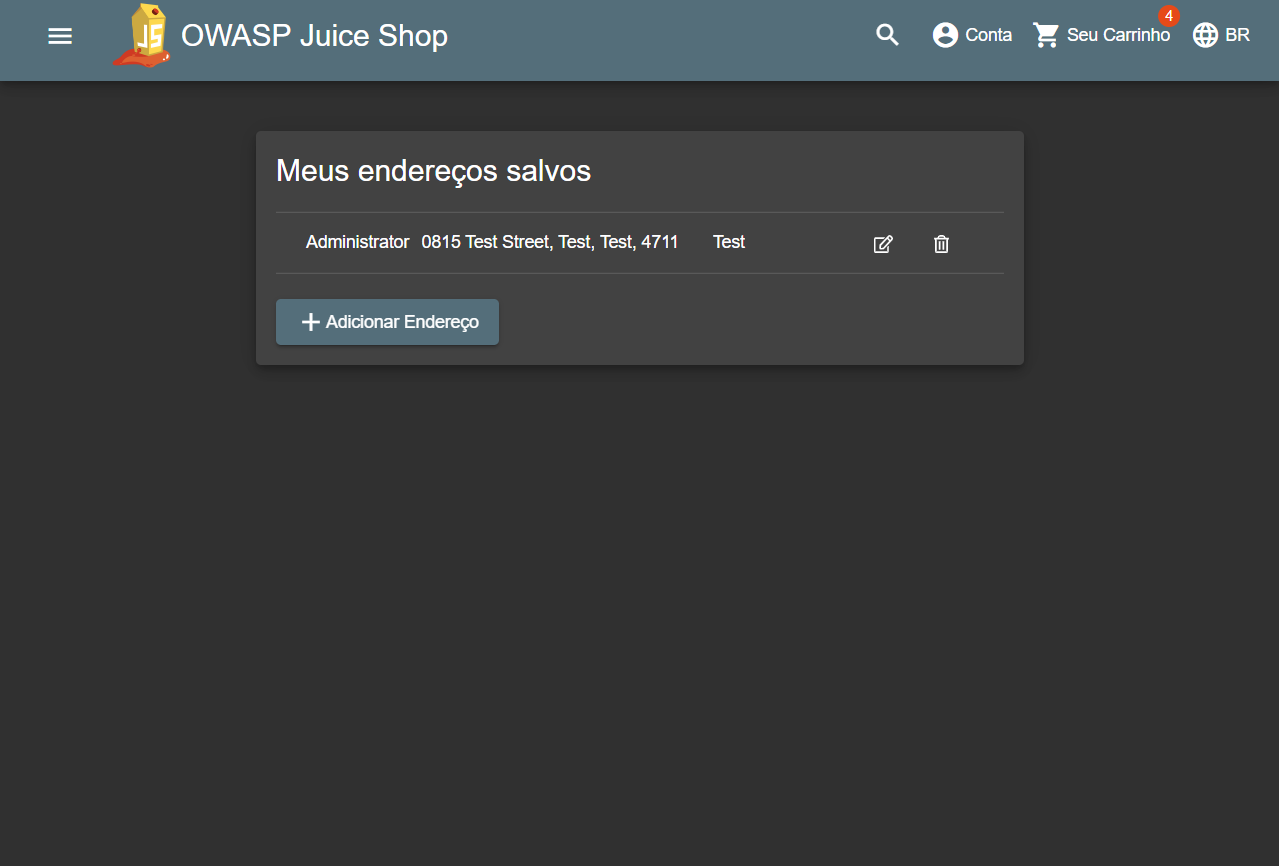 OWASP Juice Shop
Conta
Seu Carrinho
4
BR
Meus endereços salvos
Administrator 0815 Test Street, Test, Test, 4711 Test
Adicionar Endereço